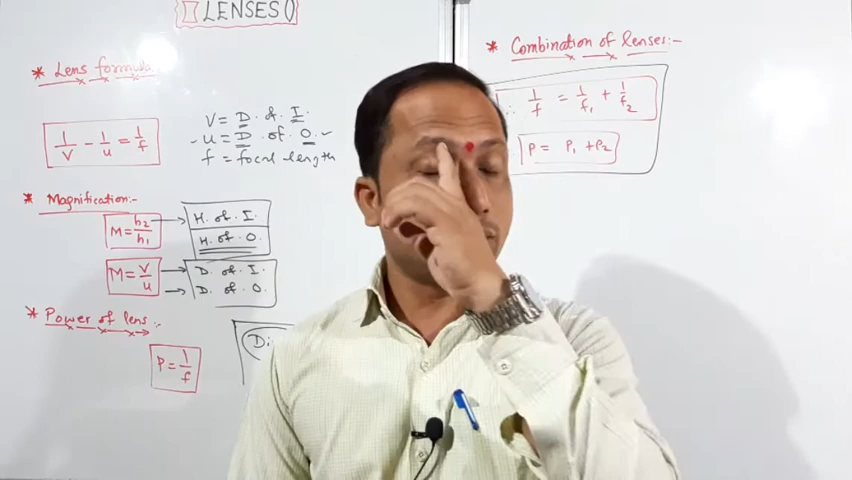 LENSES ()
* Lens formula
1/v - 1/u = 1/f
v = D. of I.
- u = D. of O.
f = focal length
* Magnification:-
M = h2/h1
H. of I.
H. of O.
M = v/u
D. of I.
D. of O.
* Power of lens :-
P = 1/f
Di
* Combination of lenses:-
∴ 1/f = 1/f1 + 1/f2
P = P1 + P2